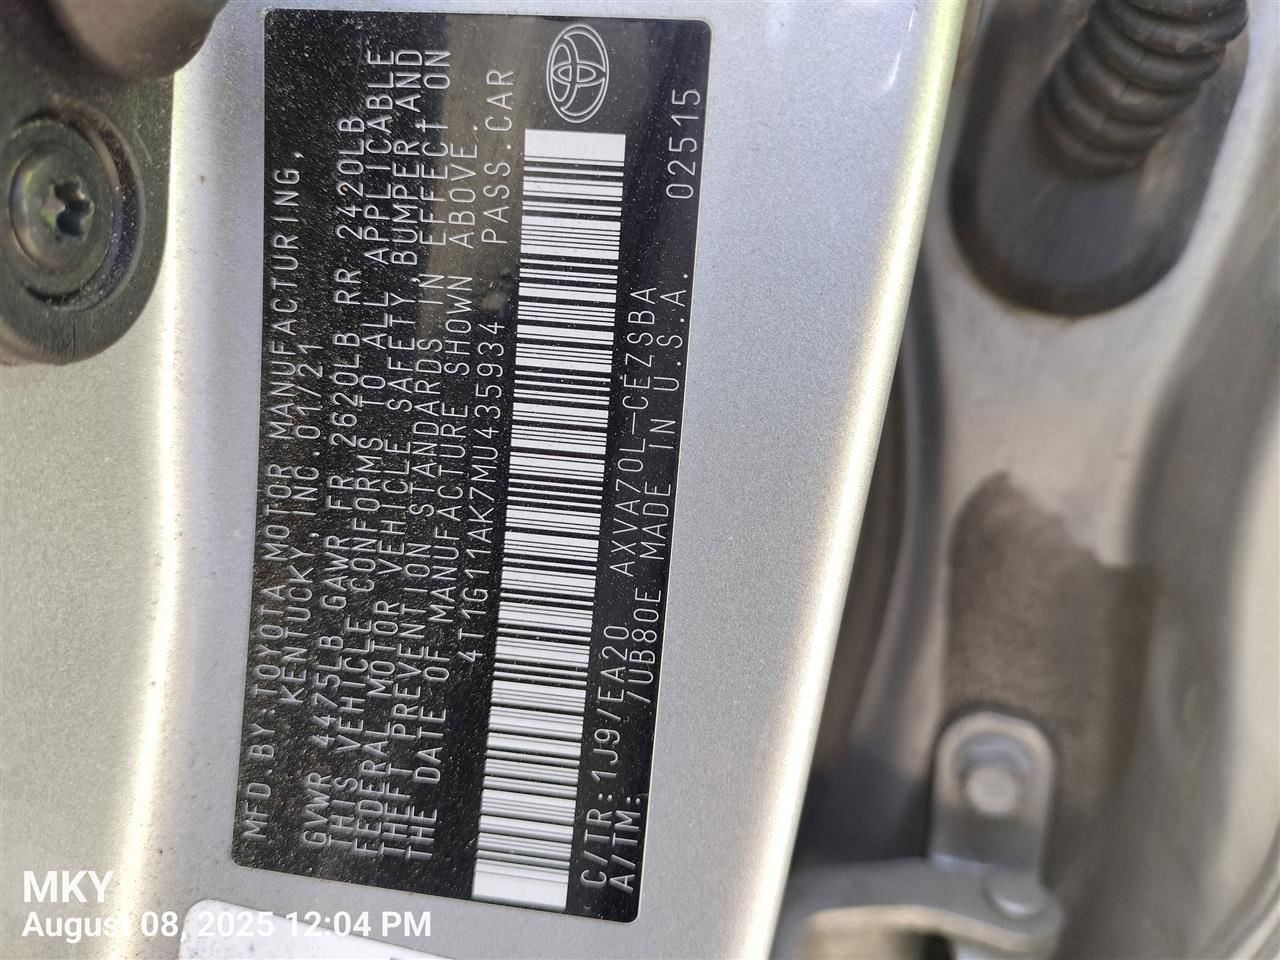 MFD.BY:TOYOTA MOTOR MANUFACTURING,
KENTUCKY,INC.01/21
GVWR 4475LB GAWR FR 2620LB RR 2420LB
THIS VEHICLE CONFORMS TO ALL APPLICABLE
FEDERAL MOTOR VEHICLE SAFETY,BUMPER AND
THEFT PREVENTION STANDARDS IN EFFECT ON
THE DATE OF MANUFACTURE SHOWN ABOVE.
4T1G11AK7MU435934 PASS.CAR
C/TR:1J9/EA20 AXVA70L-CEZSBA
A/TM: /UB80E MADE IN U.S.A. 02515
MKY
August 08, 2025 12:04 PM